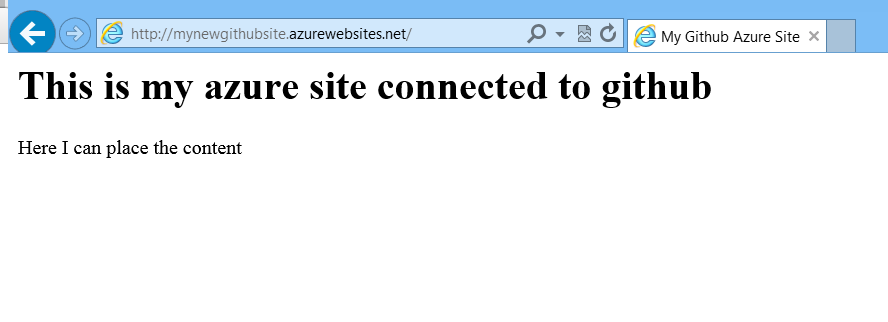 http://mynewgithubsite.azurewebsites.net/
My Github Azure Site
This is my azure site connected to github
Here I can place the content